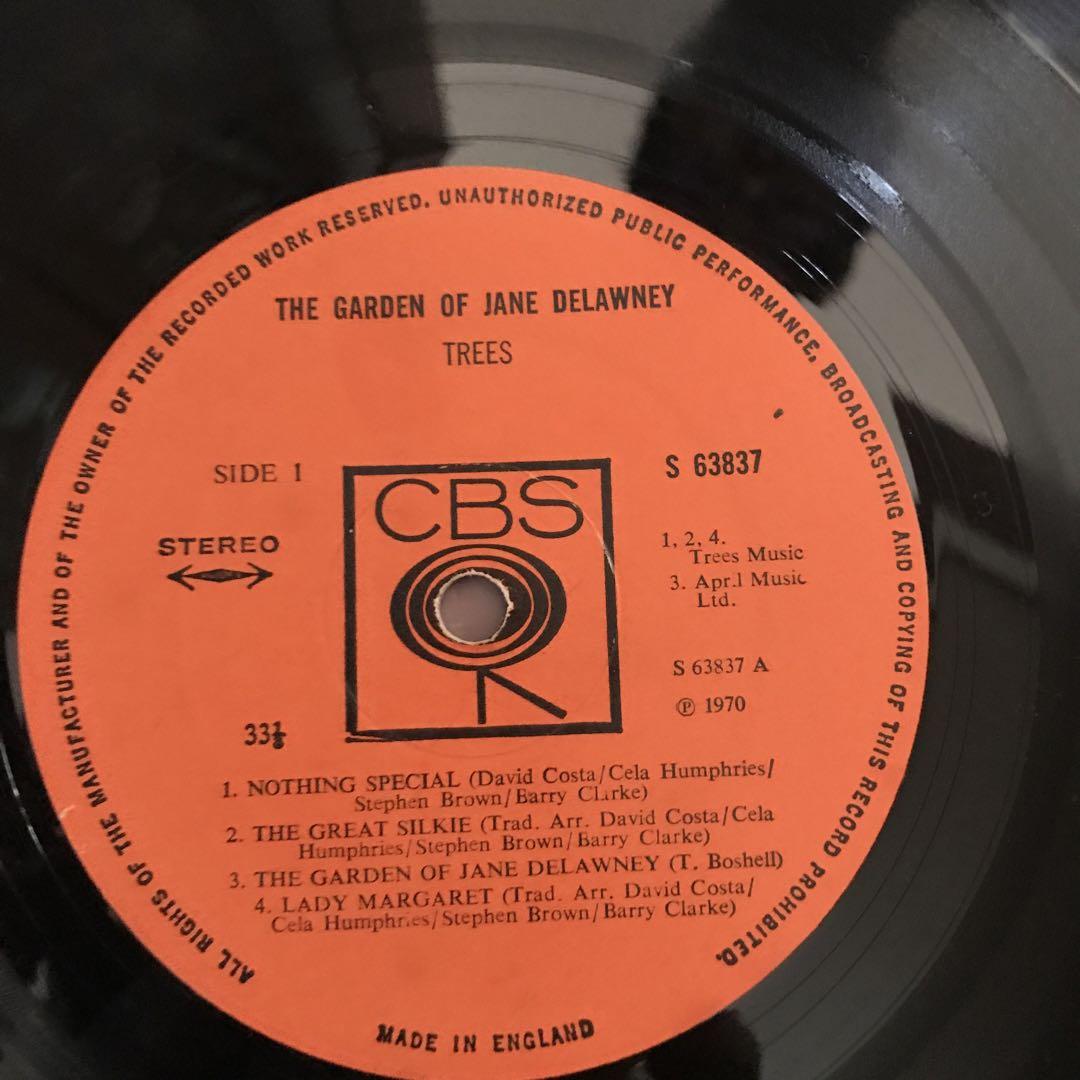 ALL RIGHTS OF THE MANUFACTURER AND OF THE OWNER OF THE RECORDED WORK RESERVED. UNAUTHORIZED PUBLIC PERFORMANCE, BROADCASTING AND COPYING OF THIS RECORD PROHIBITED.
THE GARDEN OF JANE DELAWNEY
TREES
SIDE 1
S 63837
CBS
STEREO
1, 2, 4.
Trees Music
3. April Music
Ltd.
S 63837 A
℗ 1970
33⅓
1. NOTHING SPECIAL (David Costa/Cela Humphries/
Stephen Brown/Barry Clarke)
2. THE GREAT SILKIE (Trad. Arr. David Costa/Cela
Humphries/Stephen Brown/Barry Clarke)
3. THE GARDEN OF JANE DELAWNEY (T. Boshell)
4. LADY MARGARET (Trad. Arr. David Costa/
Cela Humphries/Stephen Brown/Barry Clarke)
MADE IN ENGLAND